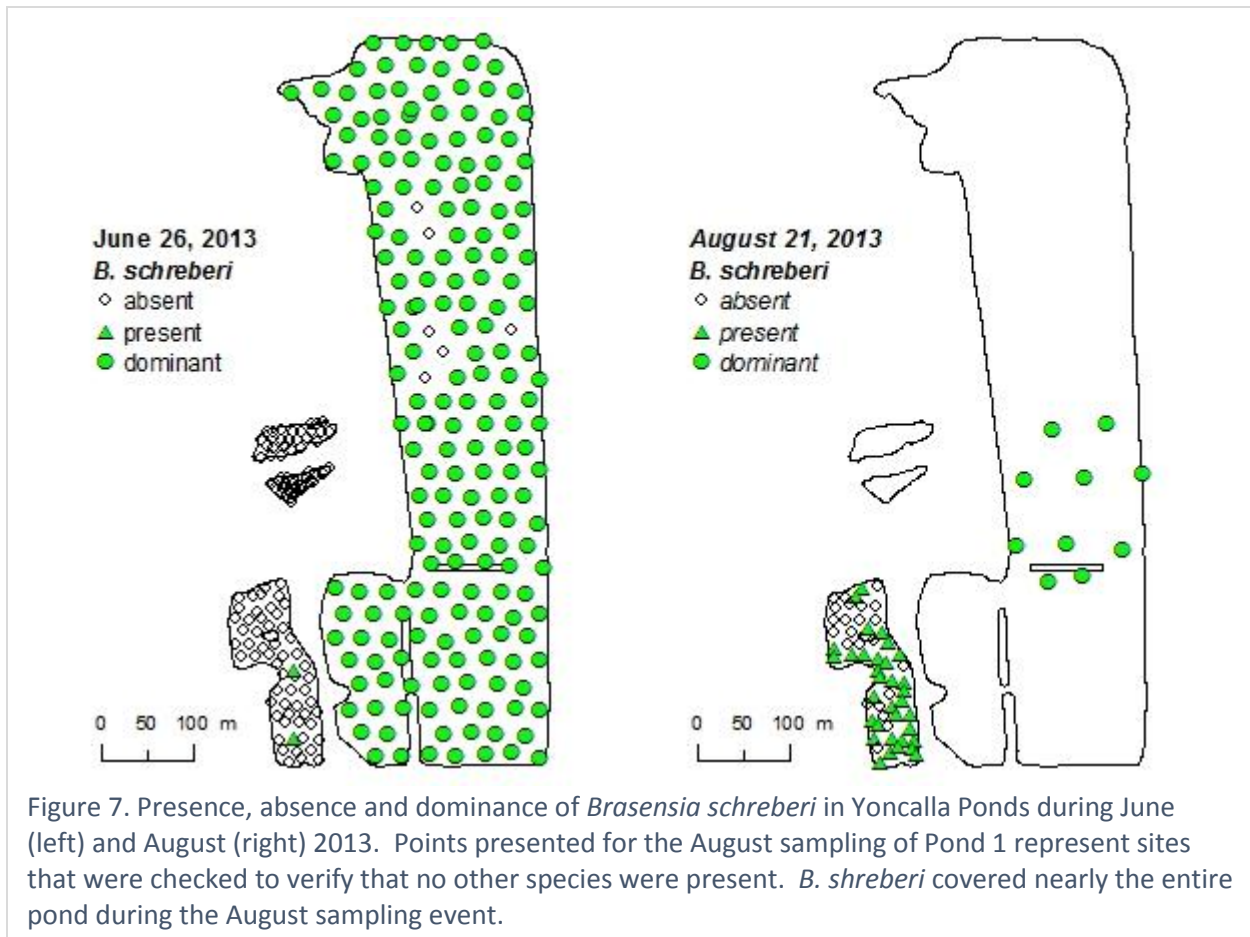 June 26, 2013
B. schreberi
absent
present
dominant
0 50 100 m
August 21, 2013
B. schreberi
absent
present
dominant
0 50 100 m
Figure 7. Presence, absence and dominance of Brasensia schreberi in Yoncalla Ponds during June
(left) and August (right) 2013. Points presented for the August sampling of Pond 1 represent sites
that were checked to verify that no other species were present. B. shreberi covered nearly the entire
pond during the August sampling event.